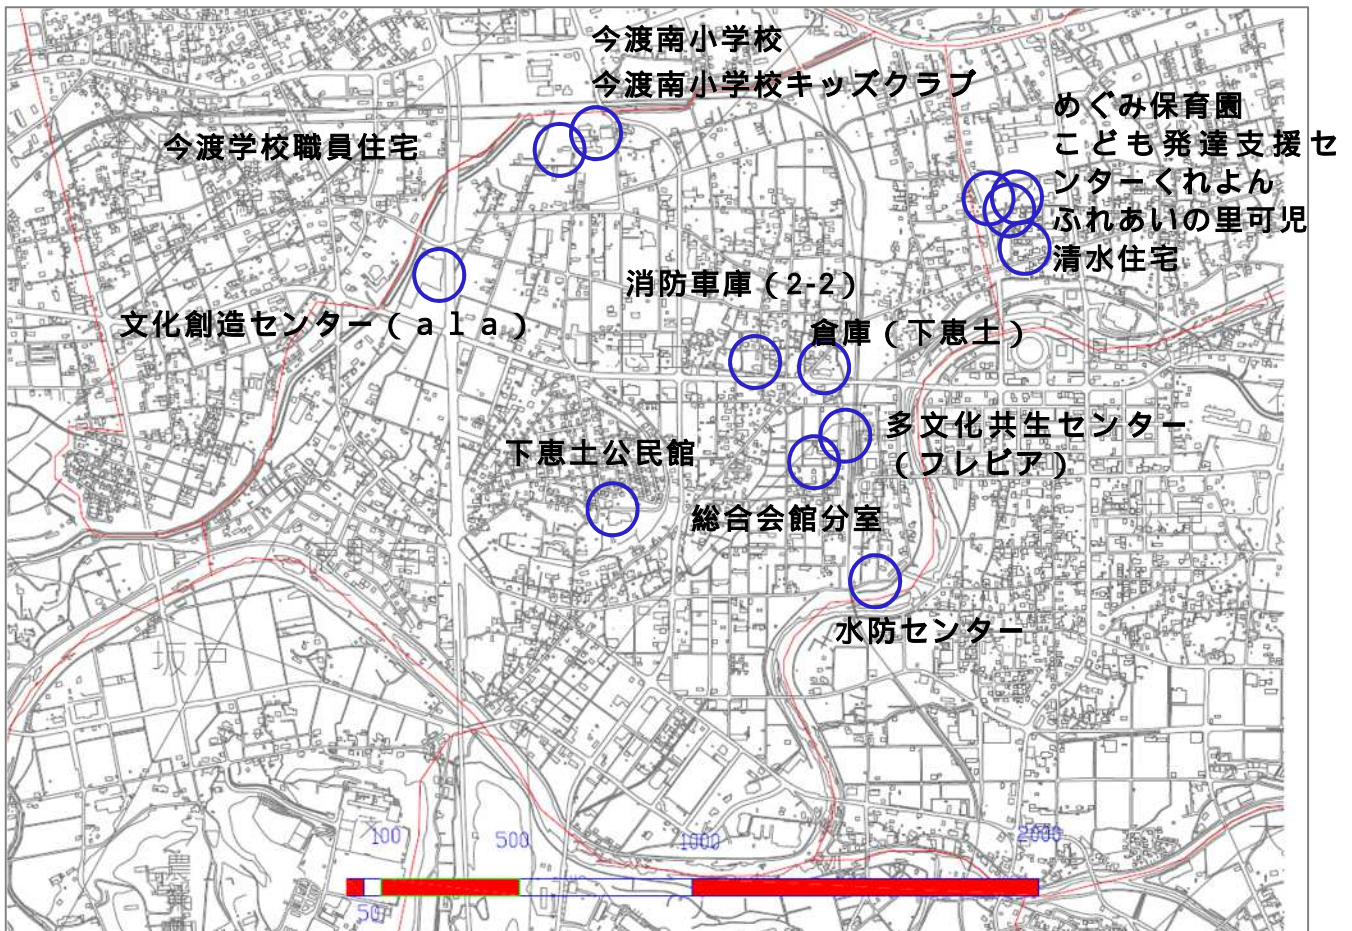 今渡南小学校
今渡南小学校キッズクラブ
めぐみ保育園
こども発達支援セ
ンターくれよん
ふれあいの里可児
清水住宅
今渡学校職員住宅
消防車庫（2-2）
文化創造センター（ａｌａ）
倉庫（下恵土）
多文化共生センター
（フレビア）
下恵土公民館
総合会館分室
水防センター
坂戸
100
500
1000
2000
50